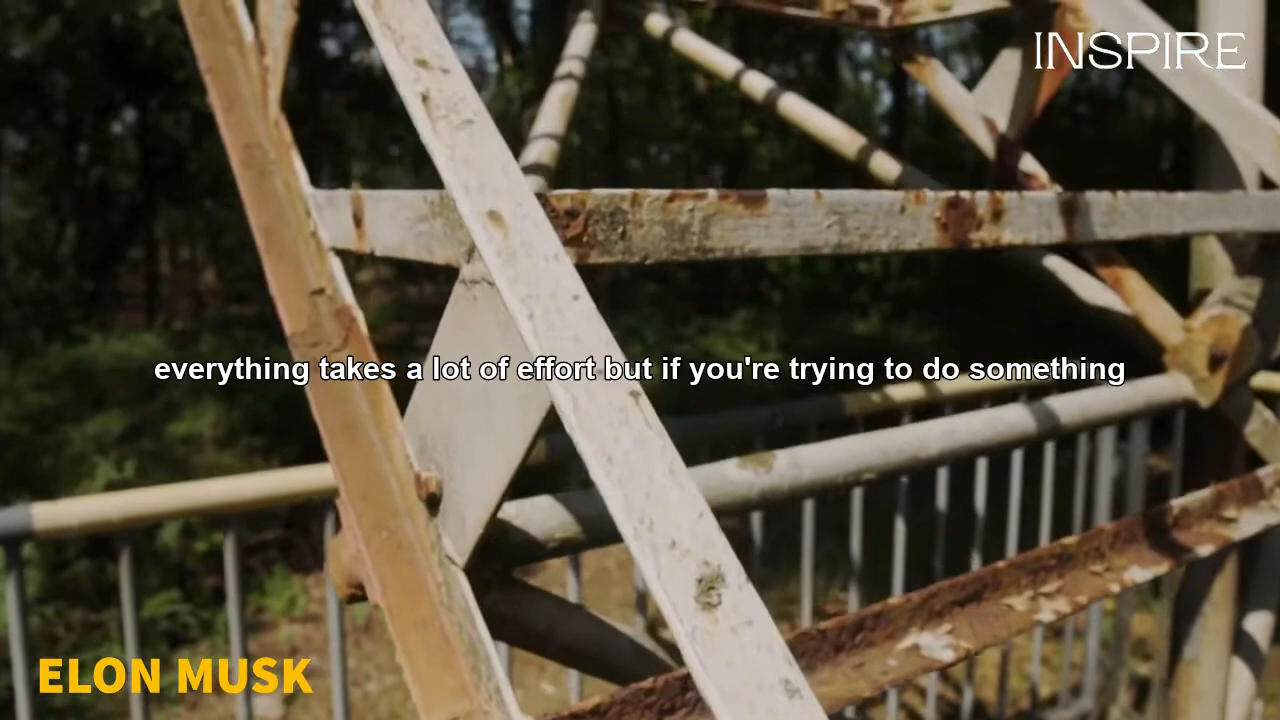 INSPIRE
everything takes a lot of effort but if you're trying to do something
ELON MUSK